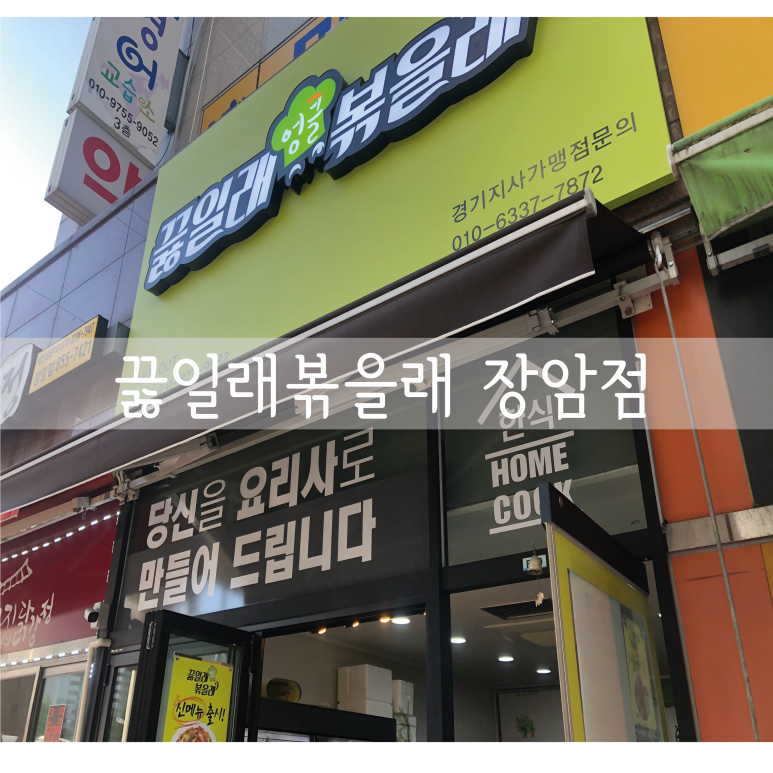 교습소
010-9755-9052
3층
끓일래
엉클
볶을래
경기지사가맹점문의
010-6337-7872
855-7421
끓일래볶을래 장암점
당신을 요리사로
만들어 드립니다
한식
HOME
COOK
끓일래
볶을래
신메뉴 출시!